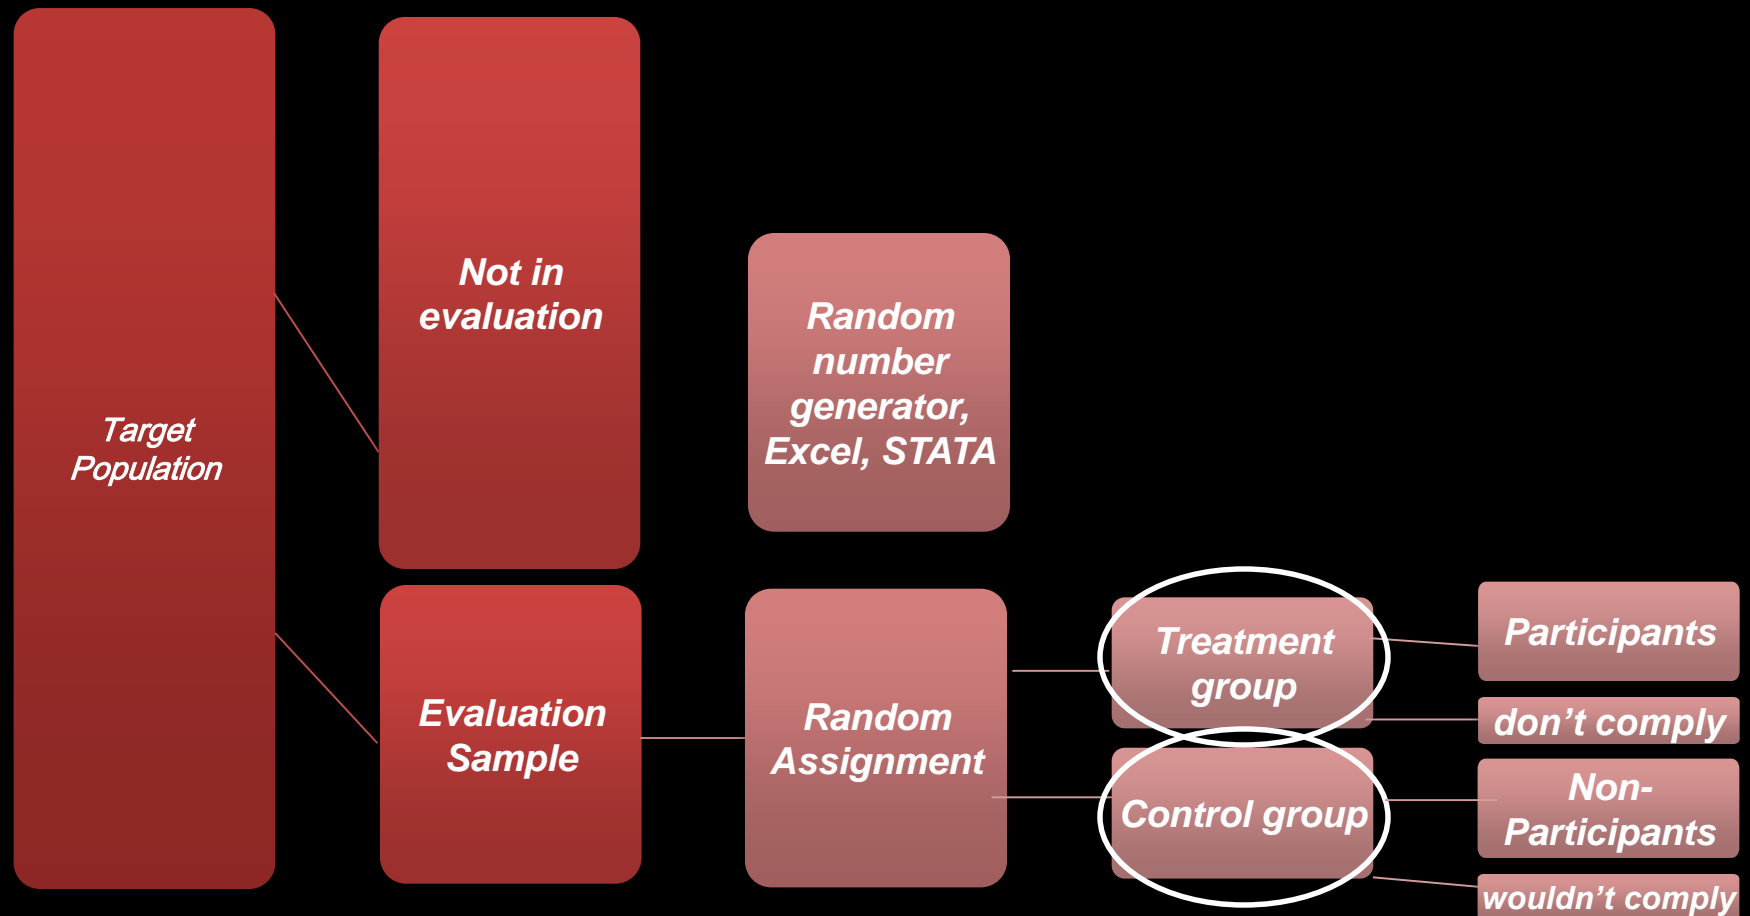 Target
Population
Not in
evaluation
Evaluation
Sample
Random
number
generator,
Excel, STATA
Random
Assignment
Treatment
group
Control group
Participants
don’t comply
Non-
Participants
wouldn’t comply